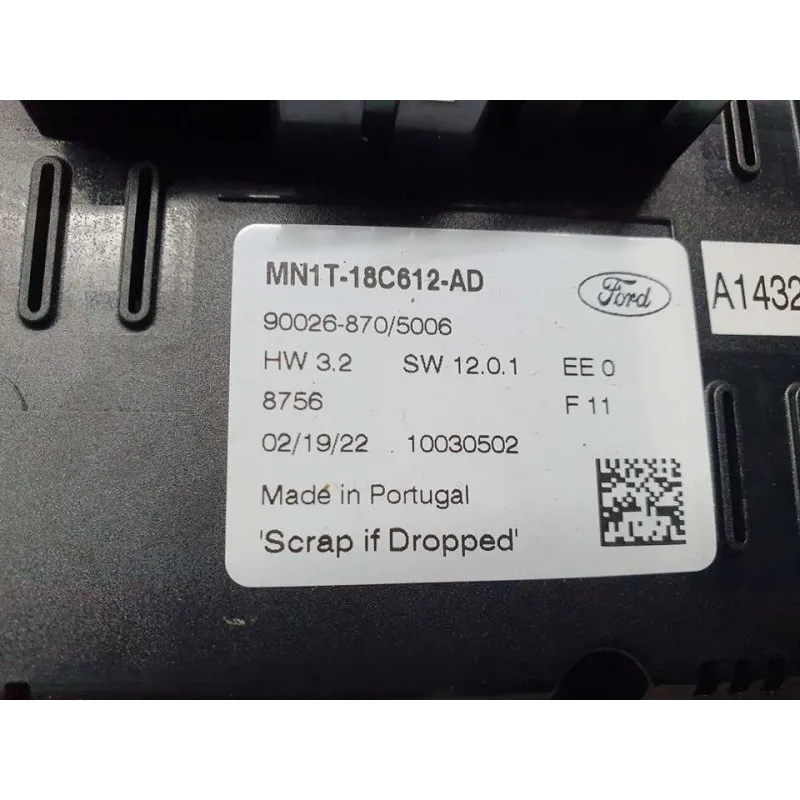 MN1T-18C612-AD
Ford
A1432
90026-870/5006
HW 3.2 SW 12.0.1 EE 0
8756 F 11
02/19/22 10030502
Made in Portugal
'Scrap if Dropped'